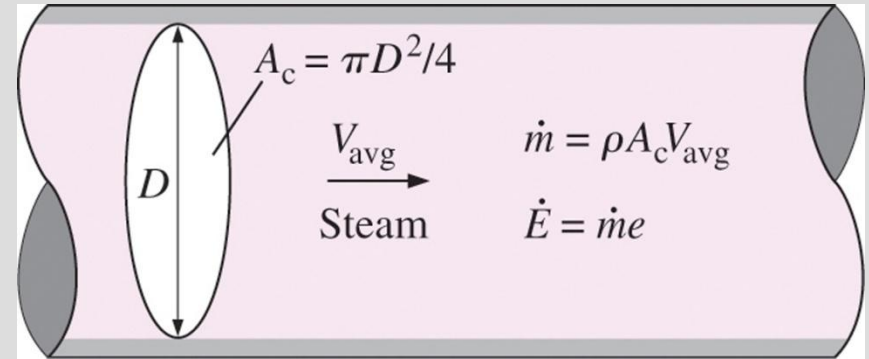 A_c = πD²/4
D
V_avg
Steam
ṁ = ρA_cV_avg
Ė = ṁe